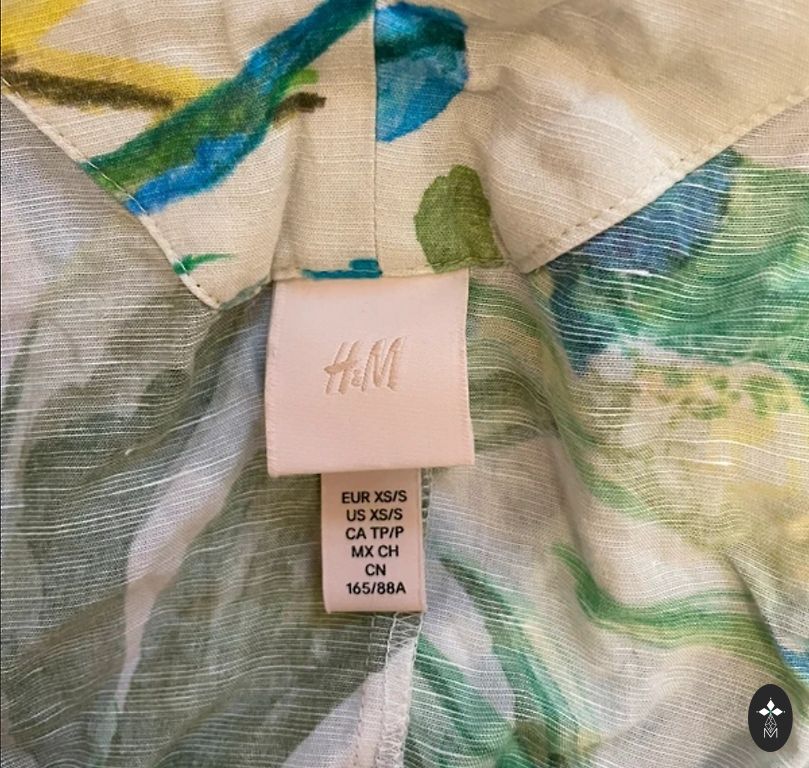 H&M
EUR XS/S
US XS/S
CA TP/P
MX CH
CN
165/88A
M